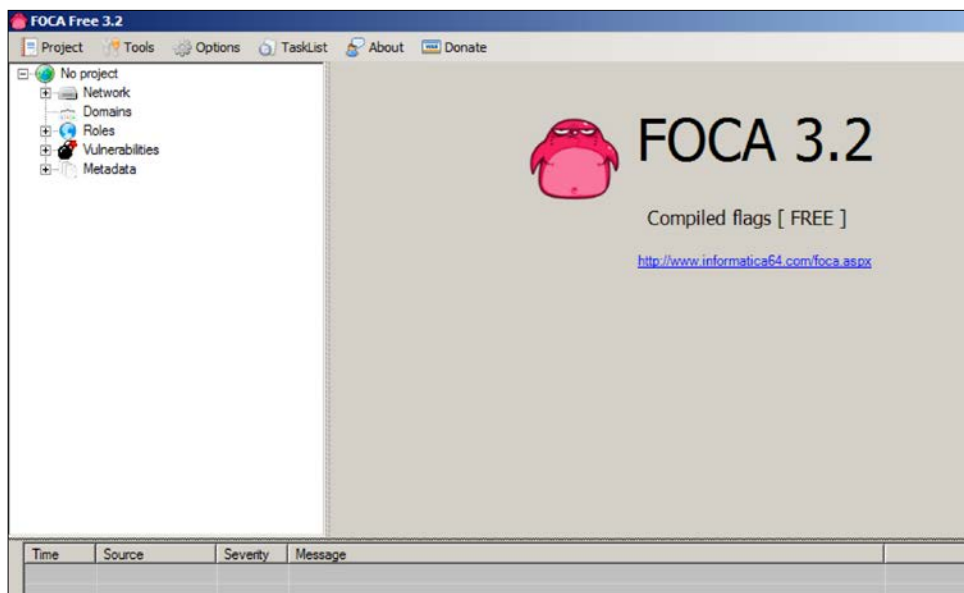 FOCA Free 3.2
Project Tools Options TaskList About Donate
No project
Network
Domains
Roles
Vulnerabilities
Metadata
FOCA 3.2
Compiled flags [ FREE ]
http://www.informatica64.com/foca.aspx
Time Source Severity Message